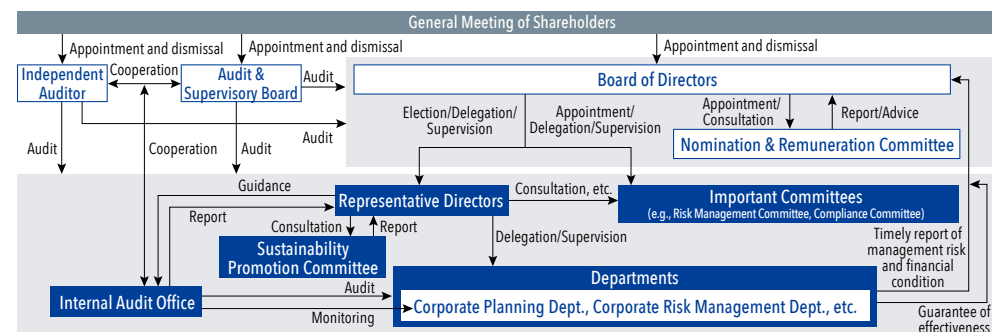 General Meeting of Shareholders
Appointment and dismissal
Appointment and dismissal
Appointment and dismissal
Independent
Auditor
Cooperation
Audit &
Supervisory Board
Audit
Board of Directors
Audit
Election/Delegation/
Supervision
Appointment/
Delegation/Supervision
Appointment/
Consultation
Report/Advice
Nomination & Remuneration Committee
Audit
Cooperation
Audit
Guidance
Report
Representative Directors
Consultation, etc.
Important Committees
(e.g., Risk Management Committee, Compliance Committee)
Consultation
Report
Delegation/Supervision
Sustainability
Promotion Committee
Timely report of
management risk
and financial
condition
Departments
Corporate Planning Dept., Corporate Risk Management Dept., etc.
Internal Audit Office
Audit
Monitoring
Guarantee of
effectiveness